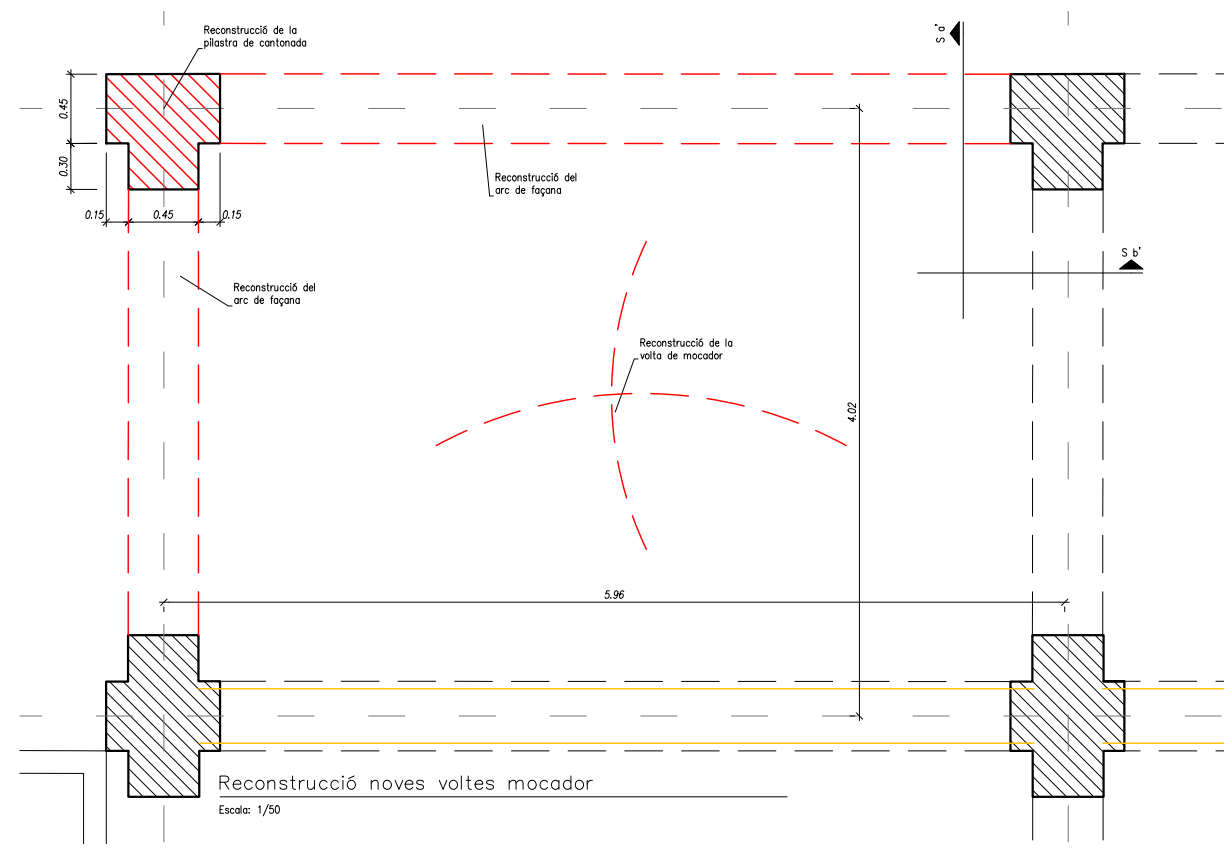 Reconstrucció de la
pilastra de cantonada
S a'
0.45
0.30
0.15
0.45
0.15
Reconstrucció del
arc de façana
S b'
Reconstrucció del
arc de façana
Reconstrucció de la
volta de mocador
4.02
5.96
Reconstrucció noves voltes mocador
Escala: 1/50